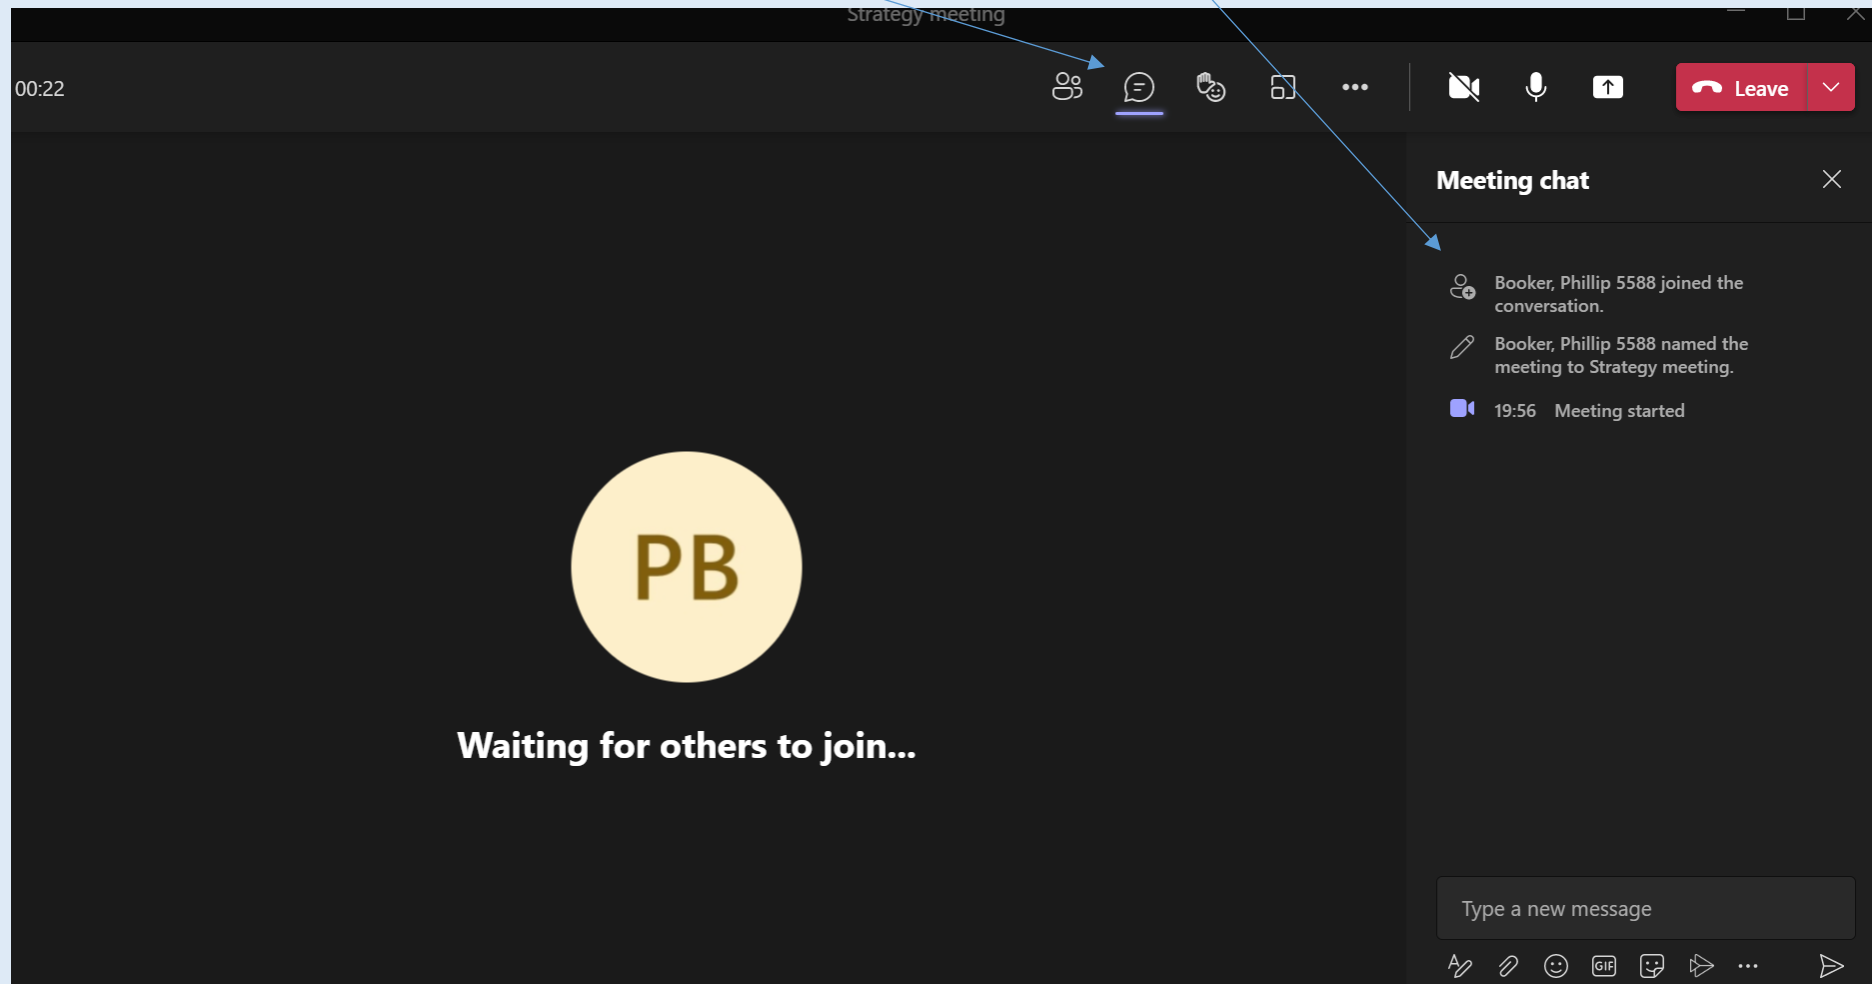 Strategy meeting
00:22
Leave
Meeting chat
Booker, Phillip 5588 joined the
conversation.
Booker, Phillip 5588 named the
meeting to Strategy meeting.
19:56 Meeting started
PB
Waiting for others to join...
Type a new message
GIF